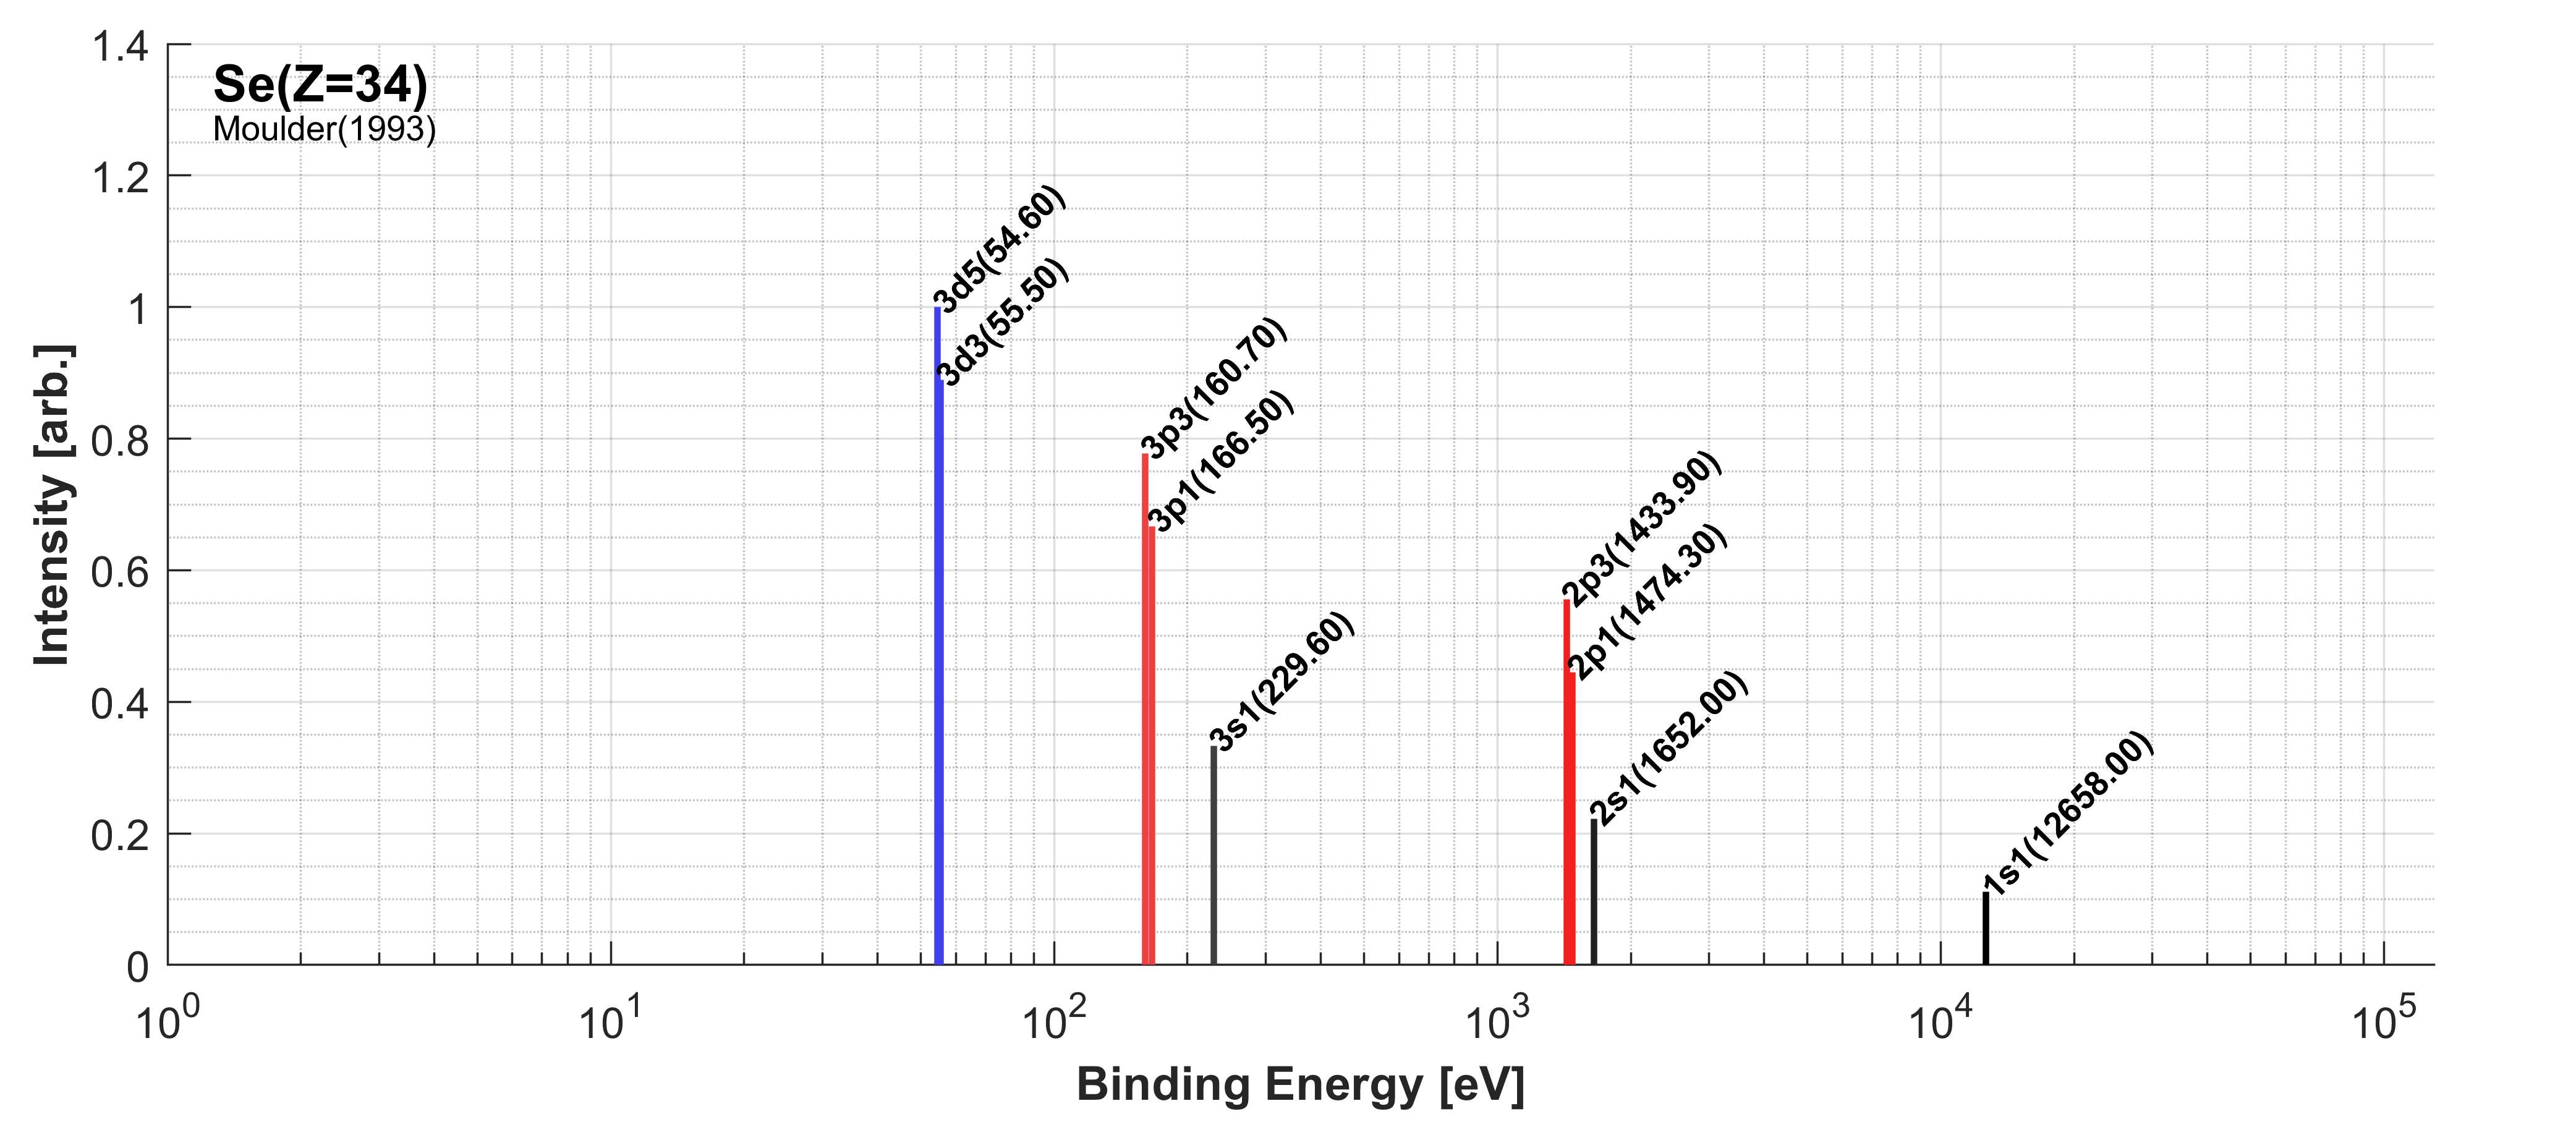 Se(Z=34)
Moulder(1993)
1.4
1.2
1
0.8
0.6
0.4
0.2
0
Intensity [arb.]
3d5(54.60)
3d3(55.50)
3p3(160.70)
3p1(166.50)
3s1(229.60)
2p3(1433.90)
2p1(1474.30)
2s1(1652.00)
1s1(12658.00)
10^0 10^1 10^2 10^3 10^4 10^5
Binding Energy [eV]